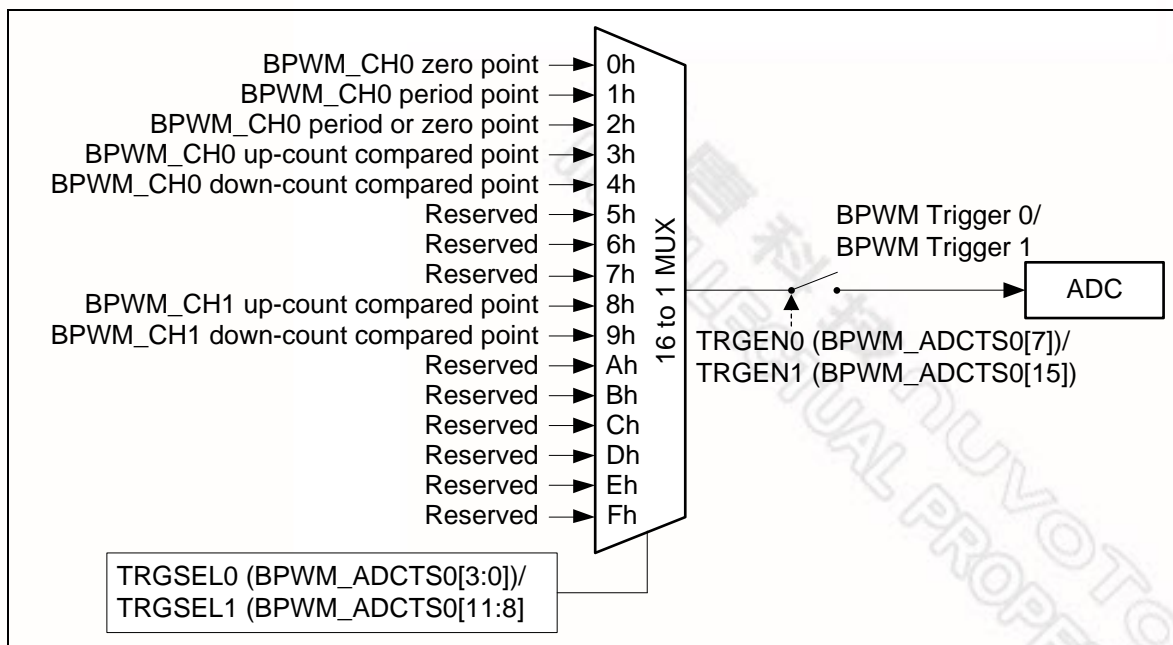 BPWM_CH0 zero point
0h
BPWM_CH0 period point
1h
BPWM_CH0 period or zero point
2h
BPWM_CH0 up-count compared point
3h
BPWM_CH0 down-count compared point
4h
Reserved
5h
Reserved
6h
Reserved
7h
BPWM_CH1 up-count compared point
8h
BPWM_CH1 down-count compared point
9h
Reserved
Ah
Reserved
Bh
Reserved
Ch
Reserved
Dh
Reserved
Eh
Reserved
Fh
16 to 1 MUX
BPWM Trigger 0/
BPWM Trigger 1
ADC
TRGEN0 (BPWM_ADCTS0[7])/
TRGEN1 (BPWM_ADCTS0[15])
TRGSEL0 (BPWM_ADCTS0[3:0])/
TRGSEL1 (BPWM_ADCTS0[11:8]